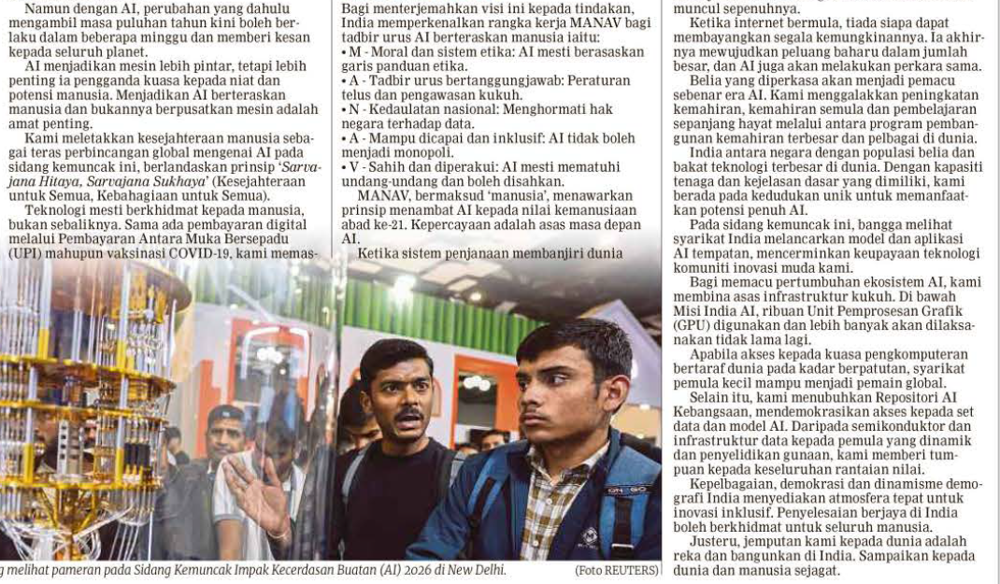 Namun dengan AI, perubahan yang dahulu
mengambil masa puluhan tahun kini boleh ber-
laku dalam beberapa minggu dan memberi kesan
kepada seluruh planet.
AI menjadikan mesin lebih pintar, tetapi lebih
penting ia pengganda kuasa kepada niat dan
potensi manusia. Menjadikan AI berteraskan
manusia dan bukannya berpusatkan mesin adalah
amat penting.
Kami meletakkan kesejahteraan manusia seba-
gai teras perbincangan global mengenai AI pada
sidang kemuncak ini, berlandaskan prinsip ‘Sarva-
jana Hitaya, Sarvajana Sukhaya’ (Kesejahteraan
untuk Semua, Kebahagiaan untuk Semua).
Teknologi mesti berkhidmat kepada manusia,
bukan sebaliknya. Sama ada pembayaran digital
melalui Pembayaran Antara Muka Bersepadu
(UPI) mahupun vaksinasi COVID-19, kami memas-
Bagi menterjemahkan visi ini kepada tindakan,
India memperkenalkan rangka kerja MANAV bagi
tadbir urus AI berteraskan manusia iaitu:
• M - Moral dan sistem etika: AI mesti berasaskan
garis panduan etika.
• A - Tadbir urus bertanggungjawab: Peraturan
telus dan pengawasan kukuh.
• N - Kedaulatan nasional: Menghormati hak
negara terhadap data.
• A - Mampu dicapai dan inklusif: AI tidak boleh
menjadi monopoli.
• V - Sahih dan diperakui: AI mesti mematuhi
undang-undang dan boleh disahkan.
MANAV, bermaksud ‘manusia’, menawarkan
prinsip menambat AI kepada nilai kemanusiaan
abad ke-21. Kepercayaan adalah asas masa depan
AI.
Ketika sistem penjanaan membanjiri dunia
muncul sepenuhnya.
Ketika internet bermula, tiada siapa dapat
membayangkan segala kemungkinannya. Ia akhir-
nya mewujudkan peluang baharu dalam jumlah
besar, dan AI juga akan melakukan perkara sama.
Belia yang diperkasa akan menjadi pemacu
sebenar era AI. Kami menggalakkan peningkatan
kemahiran, kemahiran semula dan pembelajaran
sepanjang hayat melalui antara program pemban-
gunan kemahiran terbesar dan pelbagai di dunia.
India antara negara dengan populasi belia dan
bakat teknologi terbesar di dunia. Dengan kapasiti
tenaga dan kejelasan dasar yang dimiliki, kami
berada pada kedudukan unik untuk memanfaat-
kan potensi penuh AI.
Pada sidang kemuncak ini, bangga melihat
syarikat India melancarkan model dan aplikasi
AI tempatan, mencerminkan keupayaan teknologi
komuniti inovasi muda kami.
Bagi memacu pertumbuhan ekosistem AI, kami
membina asas infrastruktur kukuh. Di bawah
Misi India AI, ribuan Unit Pemprosesan Grafik
(GPU) digunakan dan lebih banyak akan dilaksa-
nakan tidak lama lagi.
Apabila akses kepada kuasa pengkomputeran
bertaraf dunia pada kadar berpatutan, syarikat
pemula kecil mampu menjadi pemain global.
Selain itu, kami menubuhkan Repositori AI
Kebangsaan, mendemokrasikan akses kepada set
data dan model AI. Daripada semikonduktor dan
infrastruktur data kepada pemula yang dinamik
dan penyelidikan gunaan, kami memberi tum-
puan kepada keseluruhan rantaian nilai.
Kepelbagaian, demokrasi dan dinamisme demo-
grafi India menyediakan atmosfera tepat untuk
inovasi inklusif. Penyelesaian berjaya di India
boleh berkhidmat untuk seluruh manusia.
Justeru, jemputan kami kepada dunia adalah
reka dan bangunkan di India. Sampaikan kepada
dunia dan manusia sejagat.
ON GO
melihat pameran pada Sidang Kemuncak Impak Kecerdasan Buatan (AI) 2026 di New Delhi.
(Foto REUTERS)